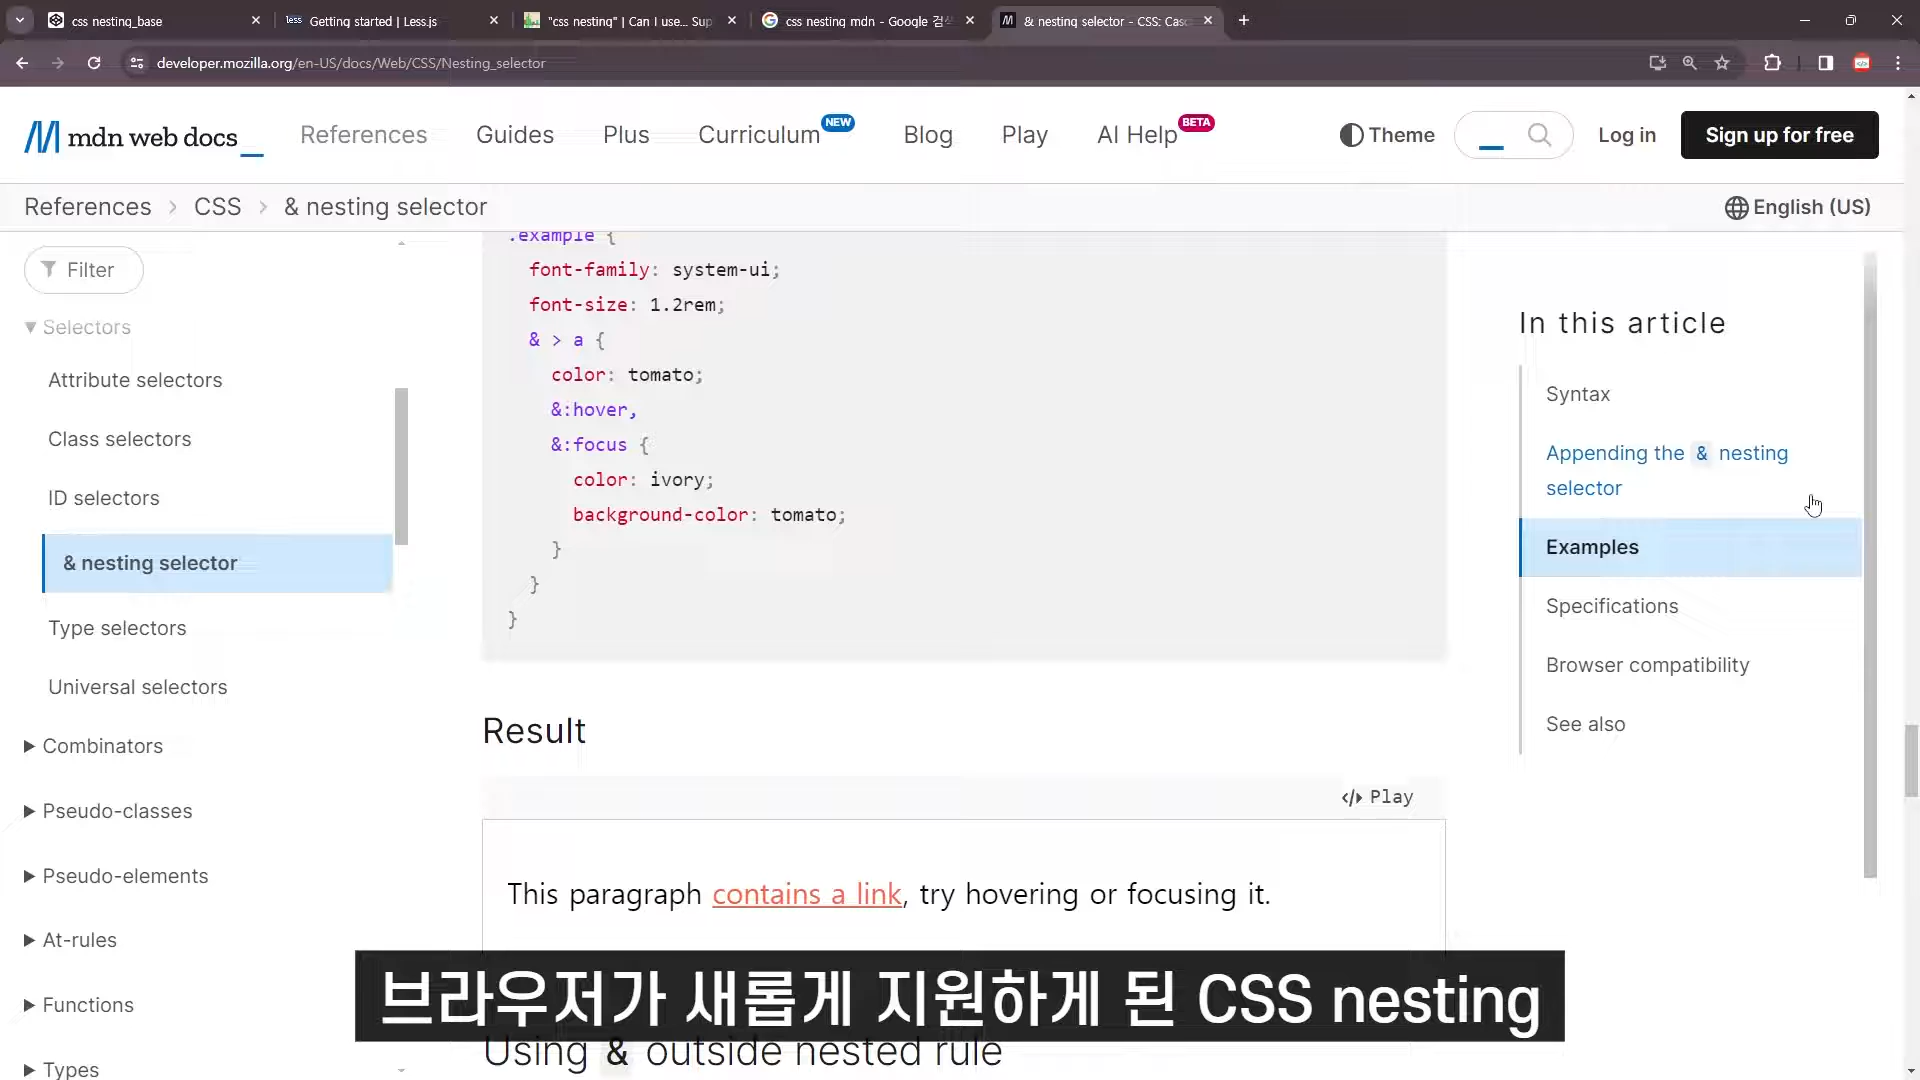 css nesting_base
less Getting started | Less.js
"css nesting" | Can I use... Sup
css nesting mdn - Google 검색
& nesting selector - CSS: Casc
developer.mozilla.org/en-US/docs/Web/CSS/Nesting_selector
mdn web docs_
References
Guides
Plus
Curriculum NEW
Blog
Play
AI Help BETA
Theme
Log in
Sign up for free
References > CSS > & nesting selector
English (US)
Filter
Selectors
Attribute selectors
Class selectors
ID selectors
& nesting selector
Type selectors
Universal selectors
Combinators
Pseudo-classes
Pseudo-elements
At-rules
Functions
Types
.example {
font-family: system-ui;
font-size: 1.2rem;
& > a {
color: tomato;
&:hover,
&:focus {
color: ivory;
background-color: tomato;
}
}
}
Result
</> Play
This paragraph contains a link, try hovering or focusing it.
Using & outside nested rule
In this article
Syntax
Appending the & nesting
selector
Examples
Specifications
Browser compatibility
See also
브라우저가 새롭게 지원하게 된 CSS nesting